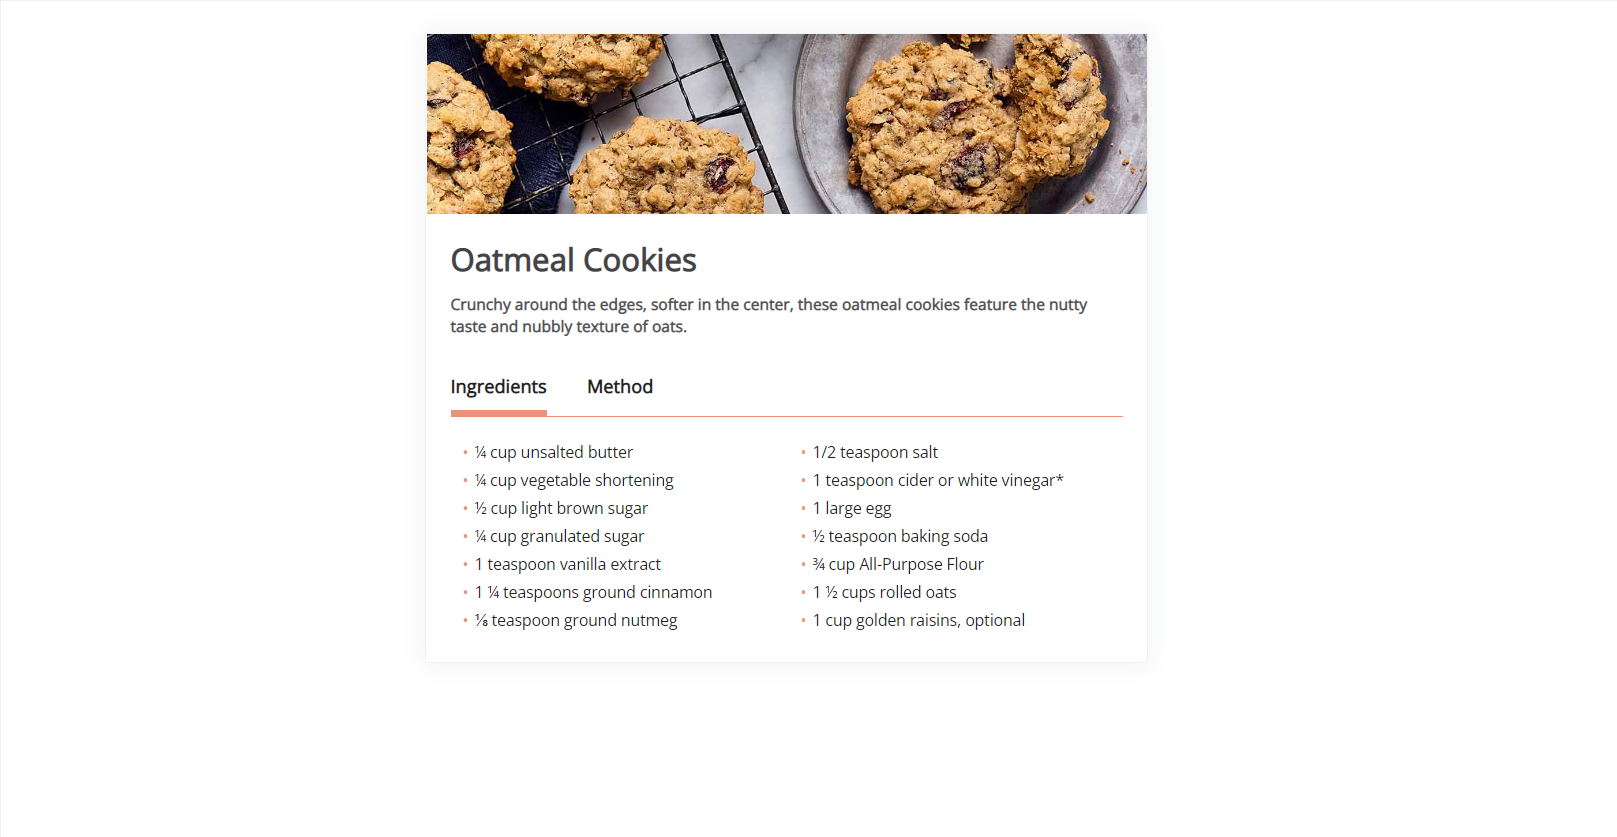 Oatmeal Cookies
Crunchy around the edges, softer in the center, these oatmeal cookies feature the nutty
taste and nubbly texture of oats.
Ingredients
Method
¼ cup unsalted butter
¼ cup vegetable shortening
½ cup light brown sugar
¼ cup granulated sugar
1 teaspoon vanilla extract
1 ¼ teaspoons ground cinnamon
⅛ teaspoon ground nutmeg
1/2 teaspoon salt
1 teaspoon cider or white vinegar*
1 large egg
½ teaspoon baking soda
¾ cup All-Purpose Flour
1 ½ cups rolled oats
1 cup golden raisins, optional